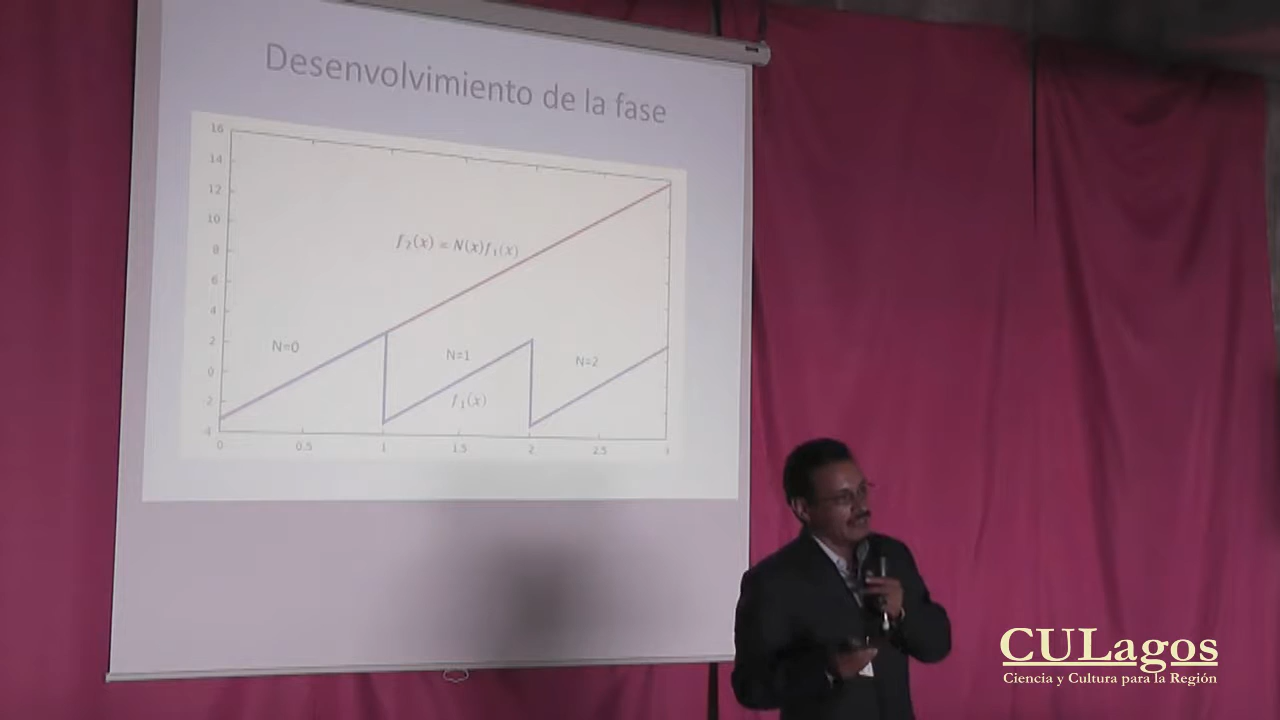 Desenvolvimiento de la fase
16
14
12
10
8
6
4
2
0
-2
-4
f₂(x) = N(x)f₁(x)
N=0
N=1
N=2
f₁(x)
0
0.5
1
1.5
2
2.5
CULagos
Ciencia y Cultura para la Región